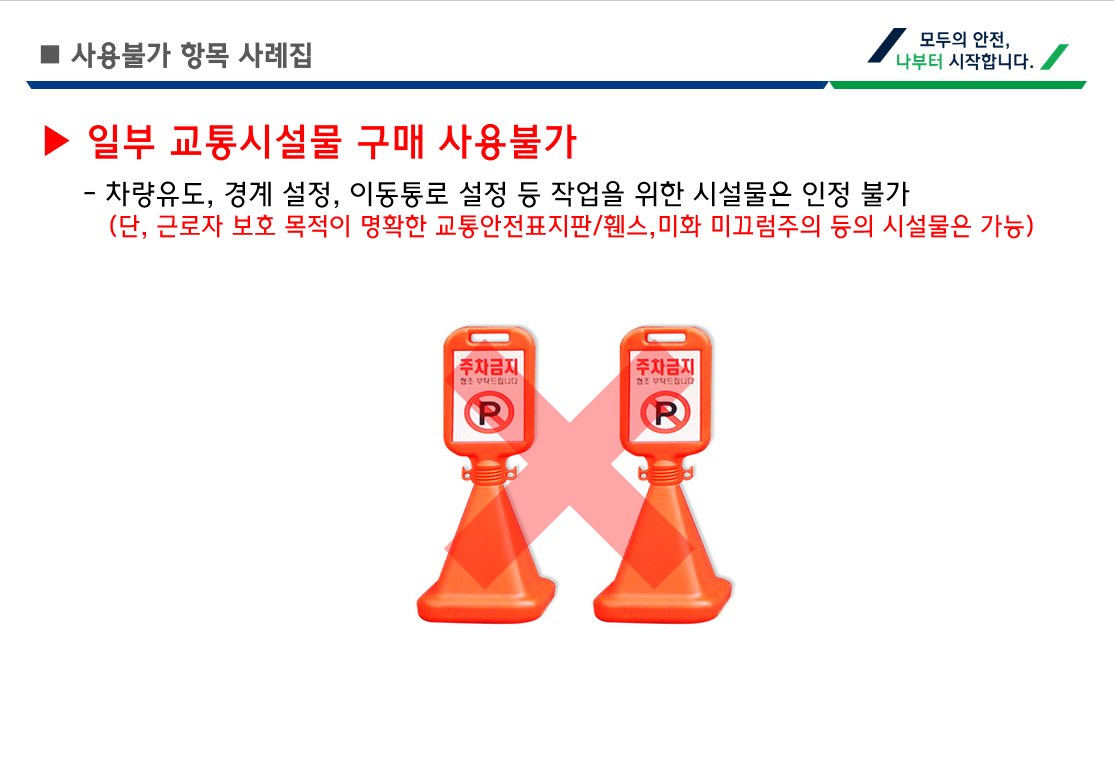 ■ 사용불가 항목 사례집
모두의 안전,
나부터 시작합니다.
▶ 일부 교통시설물 구매 사용불가
- 차량유도, 경계 설정, 이동통로 설정 등 작업을 위한 시설물은 인정 불가
(단, 근로자 보호 목적이 명확한 교통안전표지판/휀스,미화 미끄럼주의 등의 시설물은 가능)
주차금지
협조 부탁드립니다
P
주차금지
협조 부탁드립니다
P